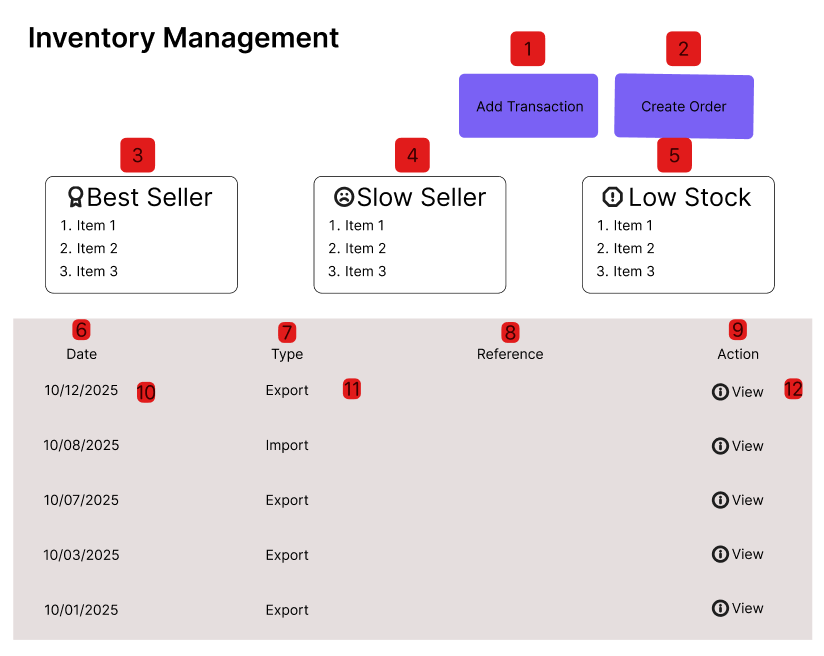 Inventory Management
1 2
Add Transaction Create Order
3 4 5
Best Seller Slow Seller Low Stock
1. Item 1 1. Item 1 1. Item 1
2. Item 2 2. Item 2 2. Item 2
3. Item 3 3. Item 3 3. Item 3
6 7 8 9
Date Type Reference Action
10/12/2025 10 Export 11 View 12
10/08/2025 Import View
10/07/2025 Export View
10/03/2025 Export View
10/01/2025 Export View